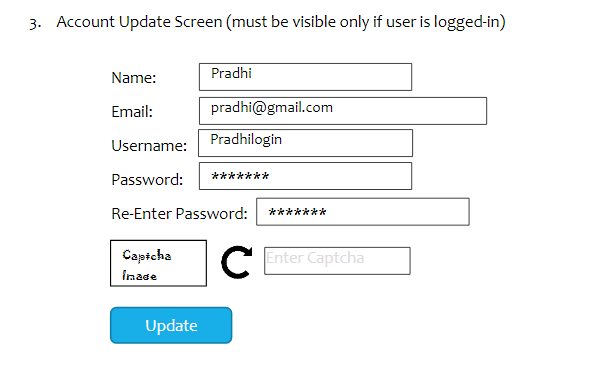 3. Account Update Screen (must be visible only if user is logged-in)
Name: Pradhi
Email: pradhi@gmail.com
Username: Pradhilogin
Password: *******
Re-Enter Password: *******
Captcha
Image
Enter Captcha
Update